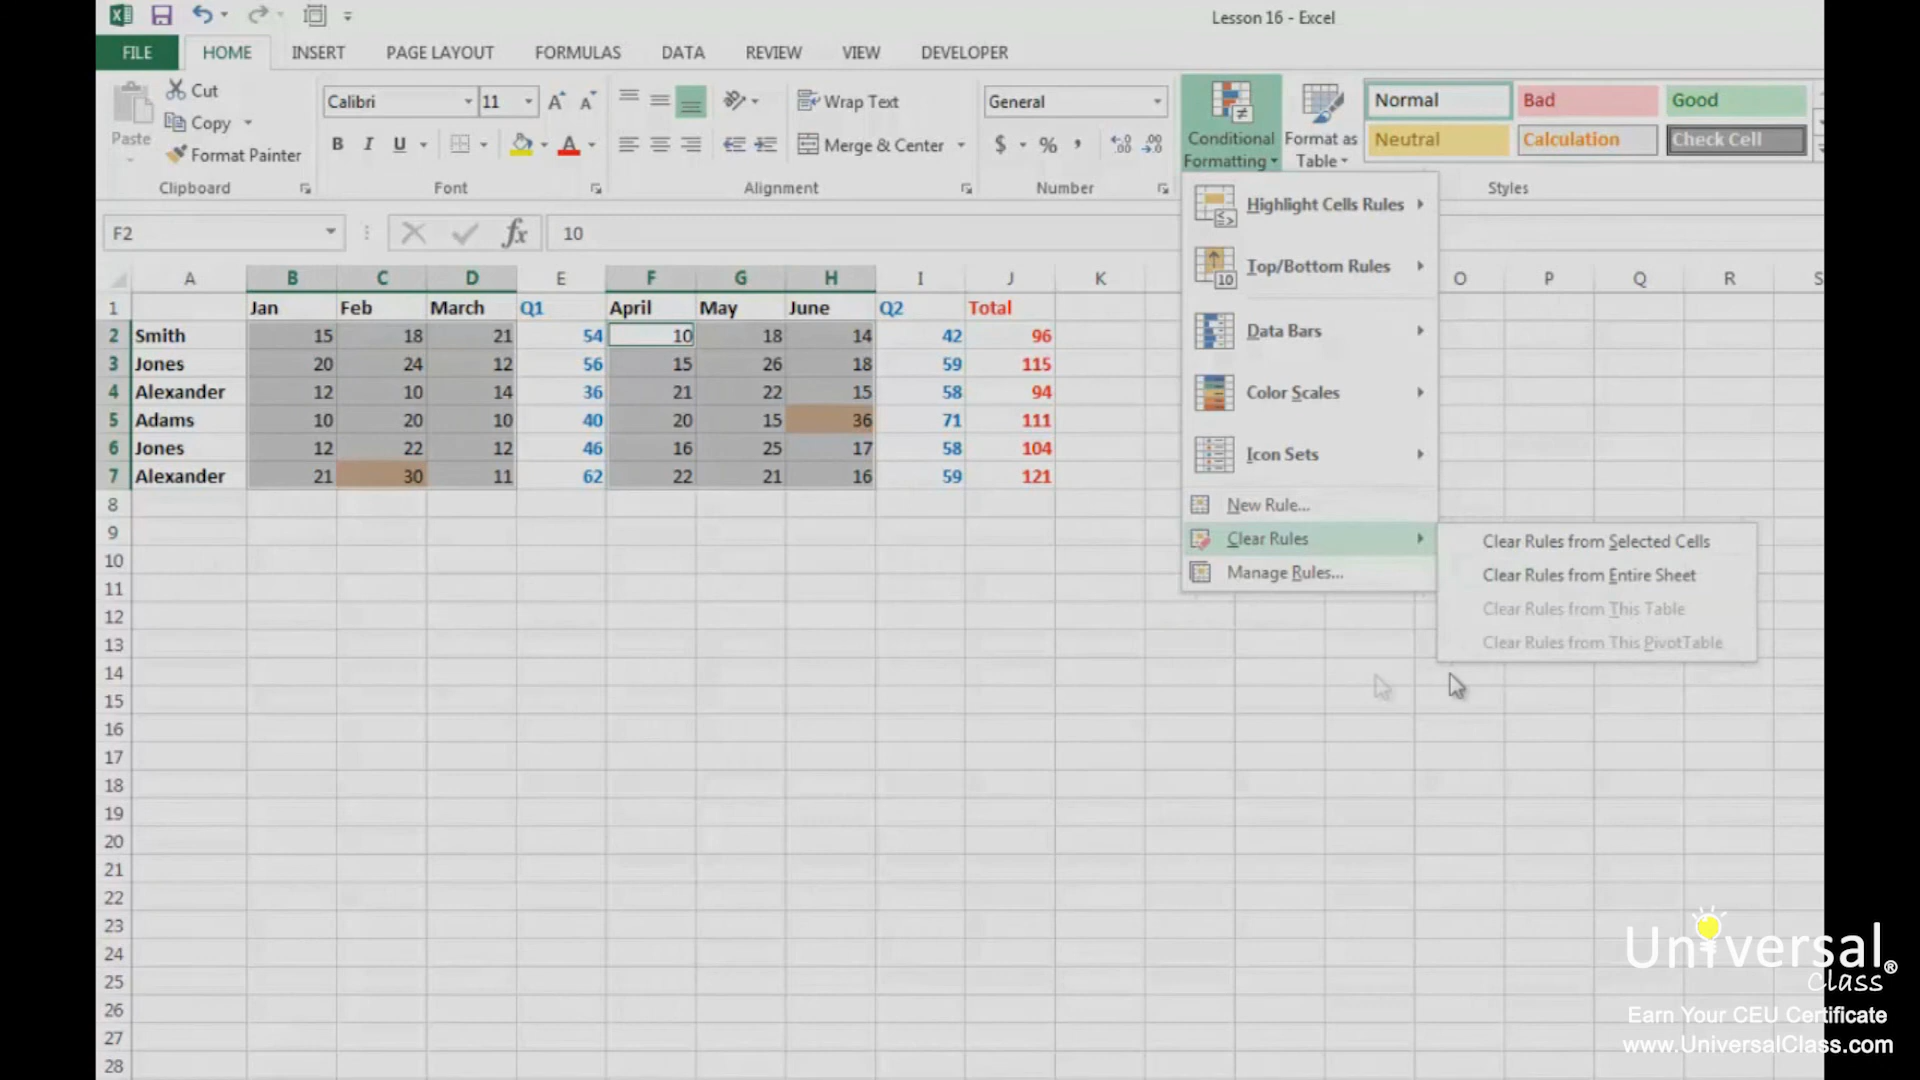 Lesson 16 - Excel
FILE HOME INSERT PAGE LAYOUT FORMULAS DATA REVIEW VIEW DEVELOPER
Paste Cut Copy Format Painter
Clipboard
Calibri 11
B I U
Font
Wrap Text
Merge & Center
Alignment
General
$ % ,
Number
Conditional Formatting
Format as Table
Normal Bad Good
Neutral Calculation Check Cell
Styles
F2 fx 10
A B C D E F G H I J K O P Q R S
1 Jan Feb March Q1 April May June Q2 Total
2 Smith 15 18 21 54 10 18 14 42 96
3 Jones 20 24 12 56 15 26 18 59 115
4 Alexander 12 10 14 36 21 22 15 58 94
5 Adams 10 20 10 40 20 15 36 71 111
6 Jones 12 22 12 46 16 25 17 58 104
7 Alexander 21 30 11 62 22 21 16 59 121
8
9
10
11
12
13
14
15
16
17
18
19
20
21
22
23
24
25
26
27
28
Highlight Cells Rules
Top/Bottom Rules
Data Bars
Color Scales
Icon Sets
New Rule...
Clear Rules
Manage Rules...
Clear Rules from Selected Cells
Clear Rules from Entire Sheet
Clear Rules from This Table
Clear Rules from This PivotTable
Universal®
Class
Earn Your CEU Certificate
www.UniversalClass.com